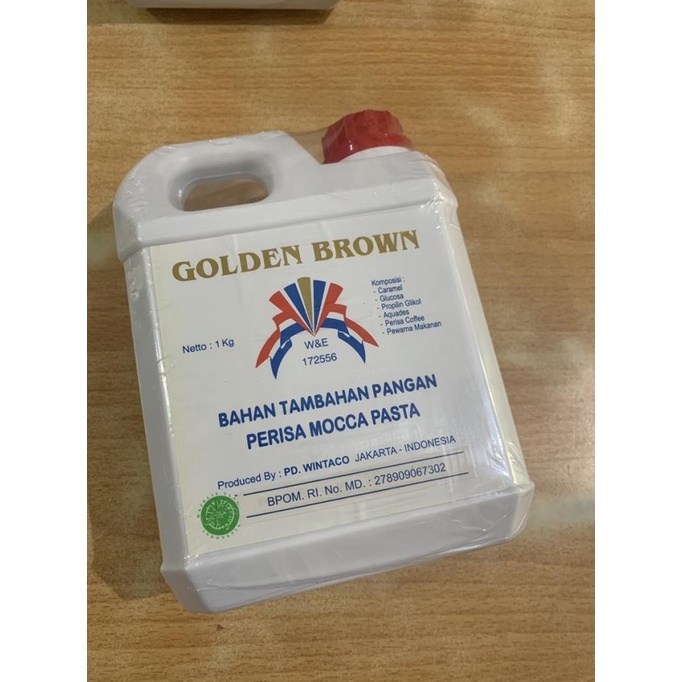 GOLDEN BROWN
Komposisi :
- Caramel
- Glucosa
- Propilin Glikol
- Aquades
- Perisa Coffee
- Pewarna Makanan
Netto : 1 Kg
W&E
172556
BAHAN TAMBAHAN PANGAN
PERISA MOCCA PASTA
Produced By : PD. WINTACO JAKARTA - INDONESIA
BPOM. RI. No. MD. : 278909067302